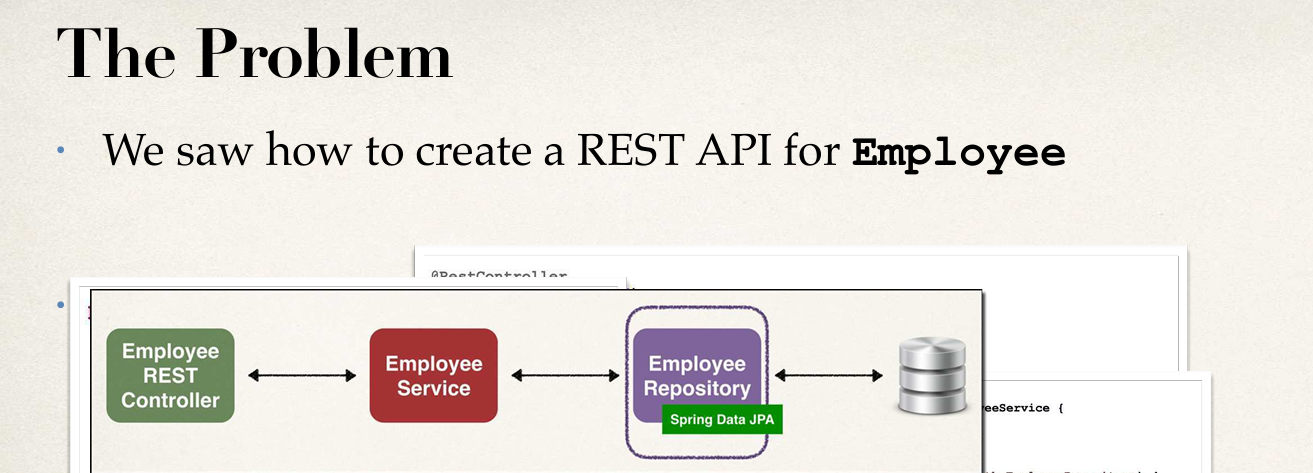 The Problem
• We saw how to create a REST API for Employee
@RestController
•
Employee
REST
Controller
Employee
Service
Employee
Repository
Spring Data JPA
eeService {